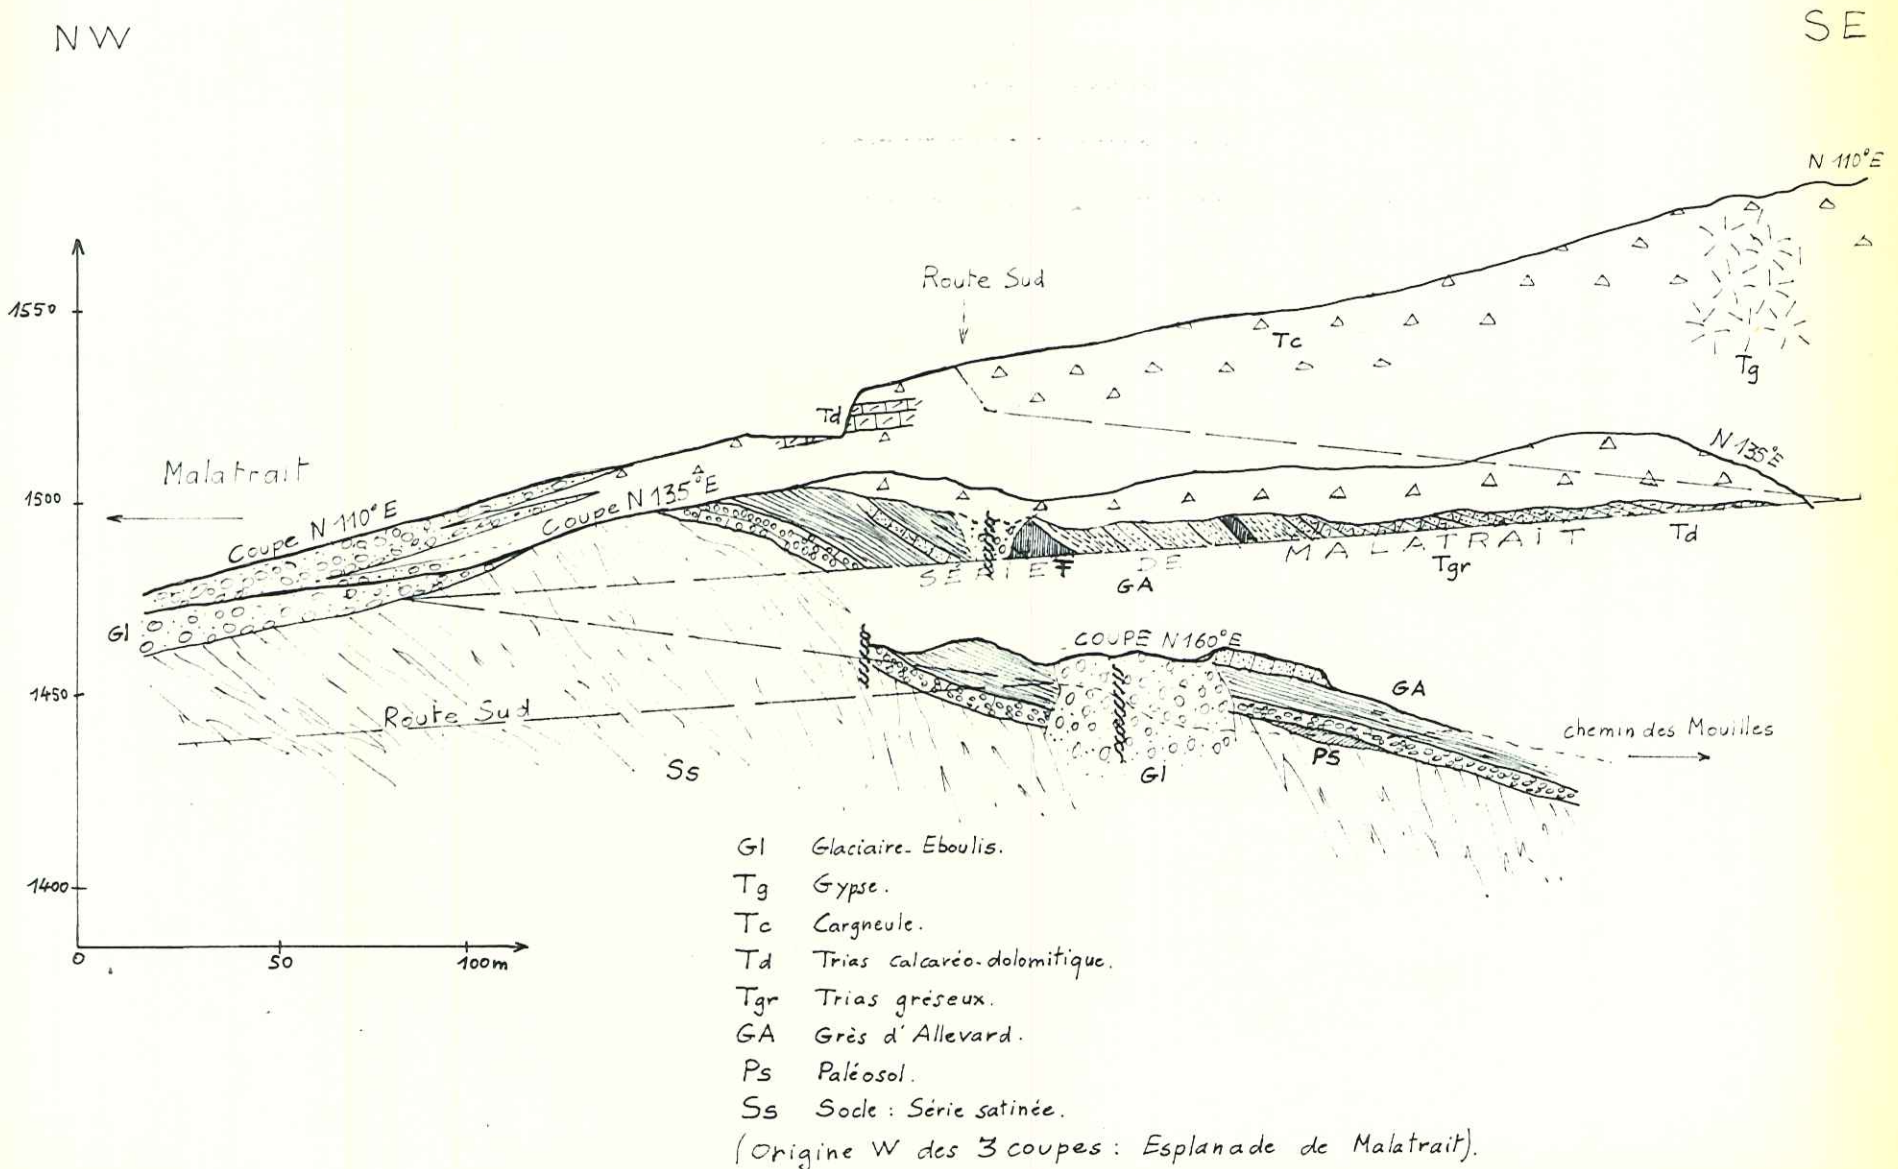 NW
SE
N 110°E
Route Sud
1550
Tc
Tg
Td
N 135°E
Malatrait
1500
Coupe N 110°E
Coupe N 135°E
SERIE DE MALATRAIT
Td
Tgr
GA
Gl
COUPE N 160°E
GA
1450
Route Sud
chemin des Mouilles
Ss
PS
Gl
1400
0 50 100m
Gl Glaciaire-Eboulis.
Tg Gypse.
Tc Cargneule.
Td Trias calcaréo-dolomitique.
Tgr Trias gréseux.
GA Grès d'Allevard.
Ps Paléosol.
Ss Socle : Série satinée.
(Origine W des 3 coupes : Esplanade de Malatrait).